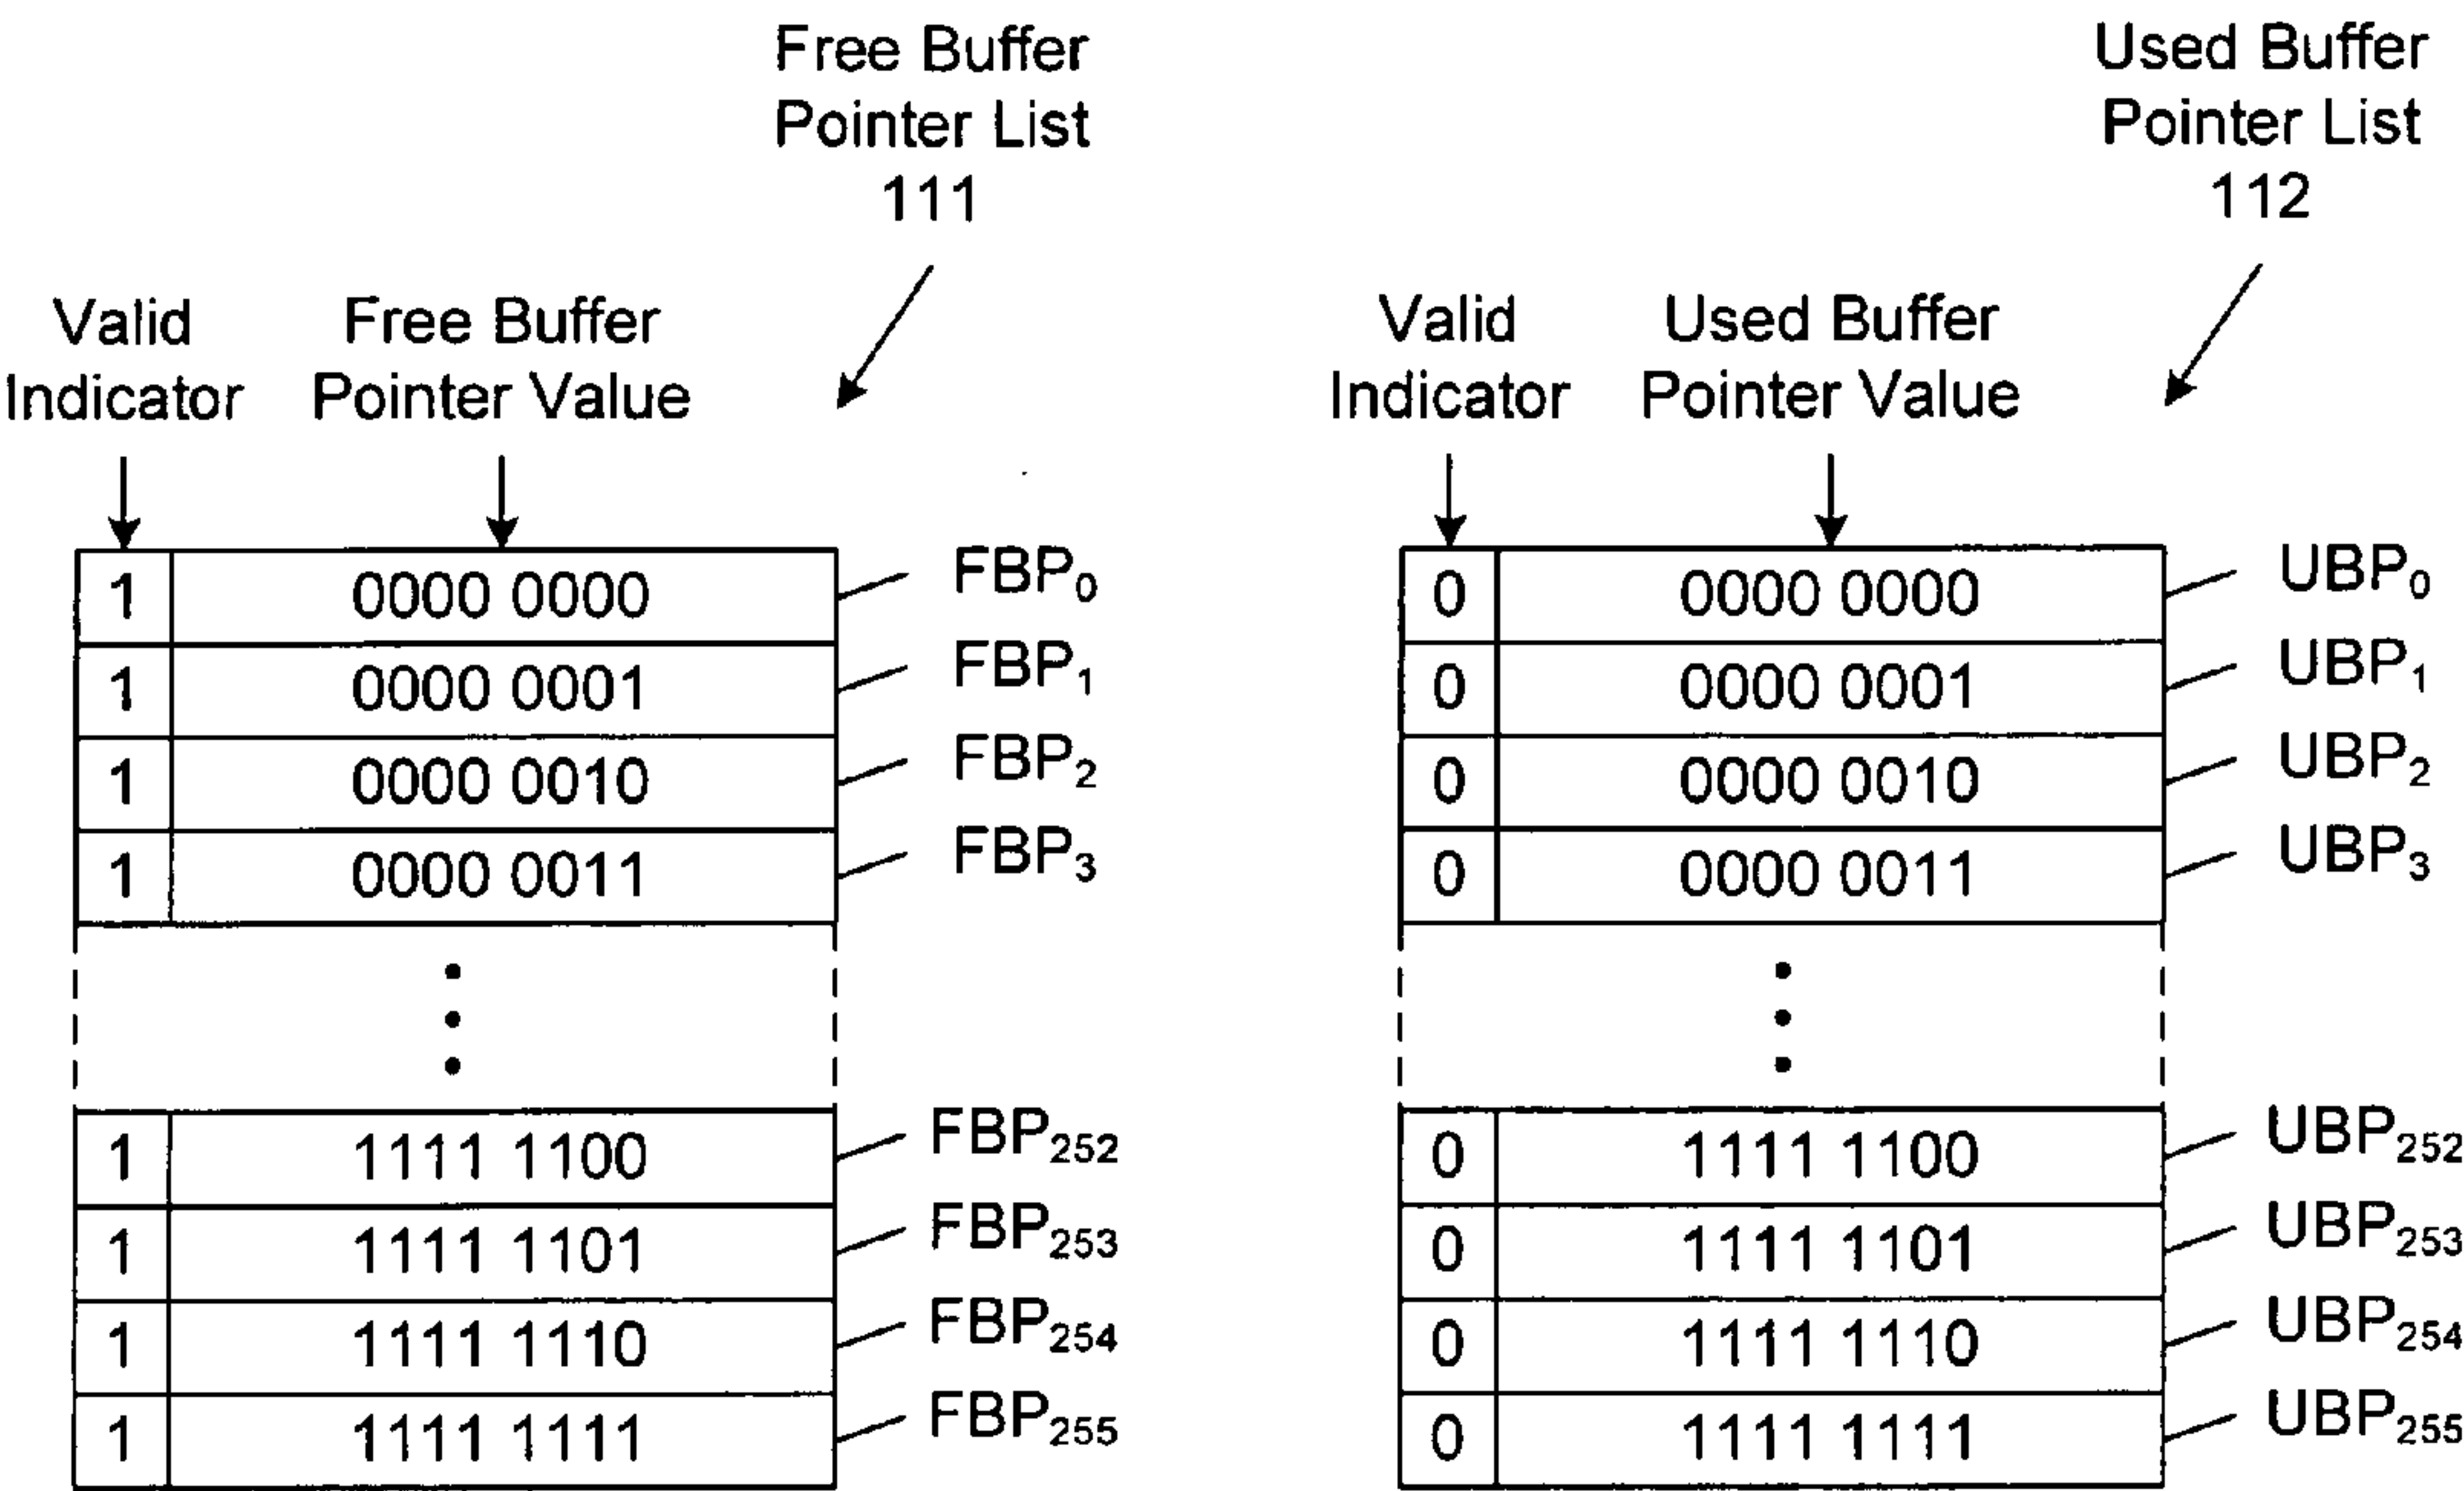 Free Buffer
Pointer List
111
Used Buffer
Pointer List
112
Valid
Indicator
Free Buffer
Pointer Value
Valid
Indicator
Used Buffer
Pointer Value
1 0000 0000 FBP0
1 0000 0001 FBP1
1 0000 0010 FBP2
1 0000 0011 FBP3
1 1111 1100 FBP252
1 1111 1101 FBP253
1 1111 1110 FBP254
1 1111 1111 FBP255
0 0000 0000 UBP0
0 0000 0001 UBP1
0 0000 0010 UBP2
0 0000 0011 UBP3
0 1111 1100 UBP252
0 1111 1101 UBP253
0 1111 1110 UBP254
0 1111 1111 UBP255